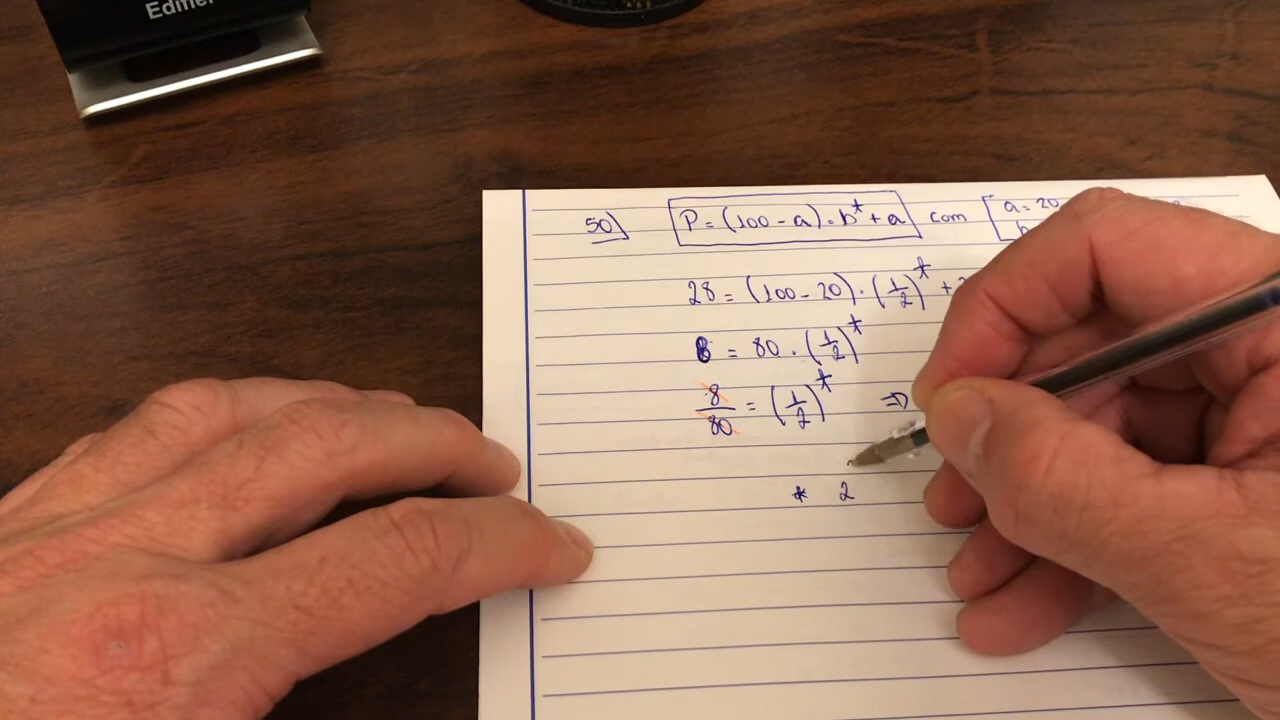 Edifier
50) P = (100 - a) . b^t + a com a = 20
b
28 = (100 - 20) . (1/2)^t +
8 = 80 . (1/2)^t
8/80 = (1/2)^t ⇒
* 2